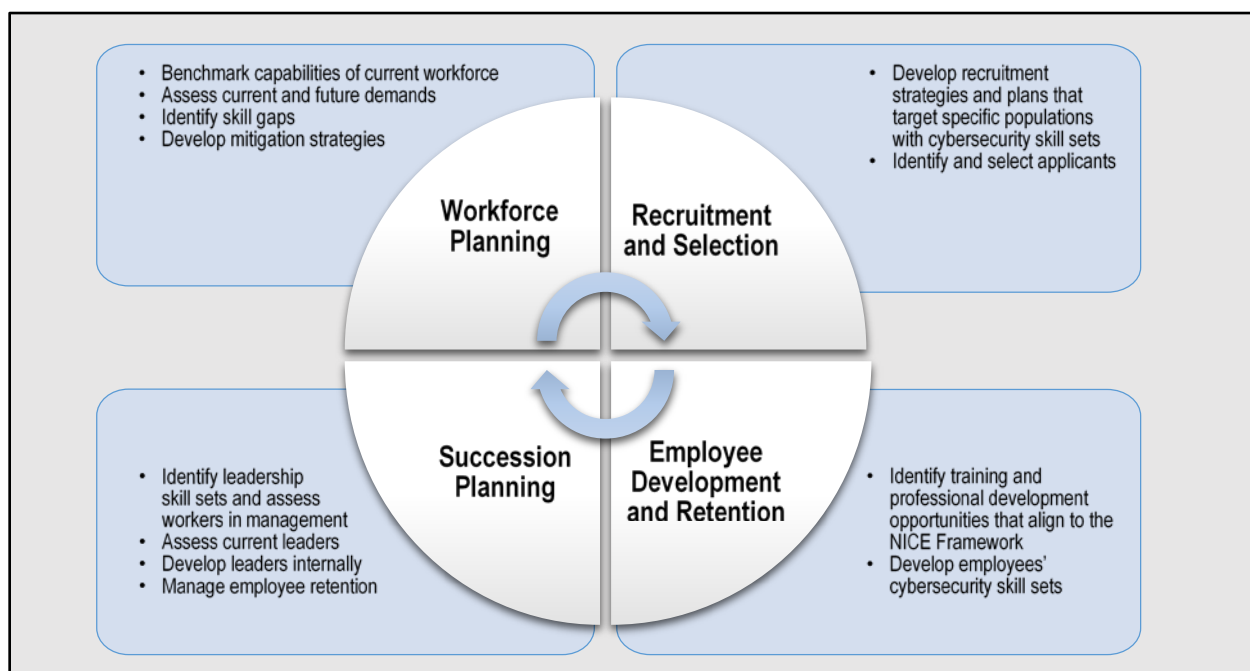 • Benchmark capabilities of current workforce
• Assess current and future demands
• Identify skill gaps
• Develop mitigation strategies
• Develop recruitment
strategies and plans that
target specific populations
with cybersecurity skill sets
• Identify and select applicants
Workforce
Planning
Recruitment
and Selection
Succession
Planning
Employee
Development
and Retention
• Identify leadership
skill sets and assess
workers in management
• Assess current leaders
• Develop leaders internally
• Manage employee retention
• Identify training and
professional development
opportunities that align to the
NICE Framework
• Develop employees’
cybersecurity skill sets